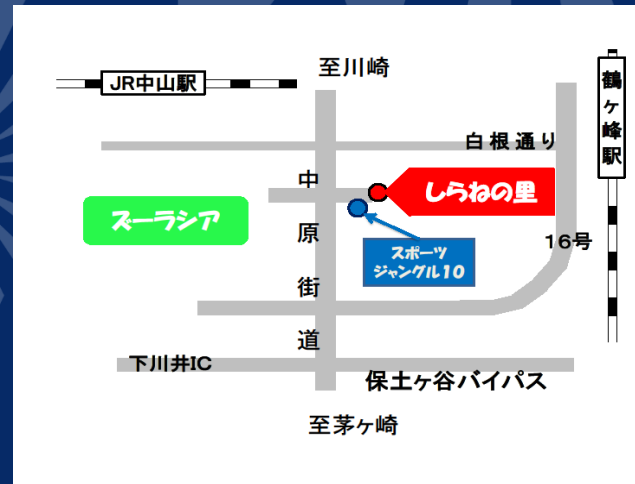 至川崎
JR中山駅
鶴ヶ峰駅
白根通り
中原街道
しらねの里
ズーラシア
16号
スポーツ
ジャングル10
下川井IC
保土ヶ谷バイパス
至茅ヶ崎